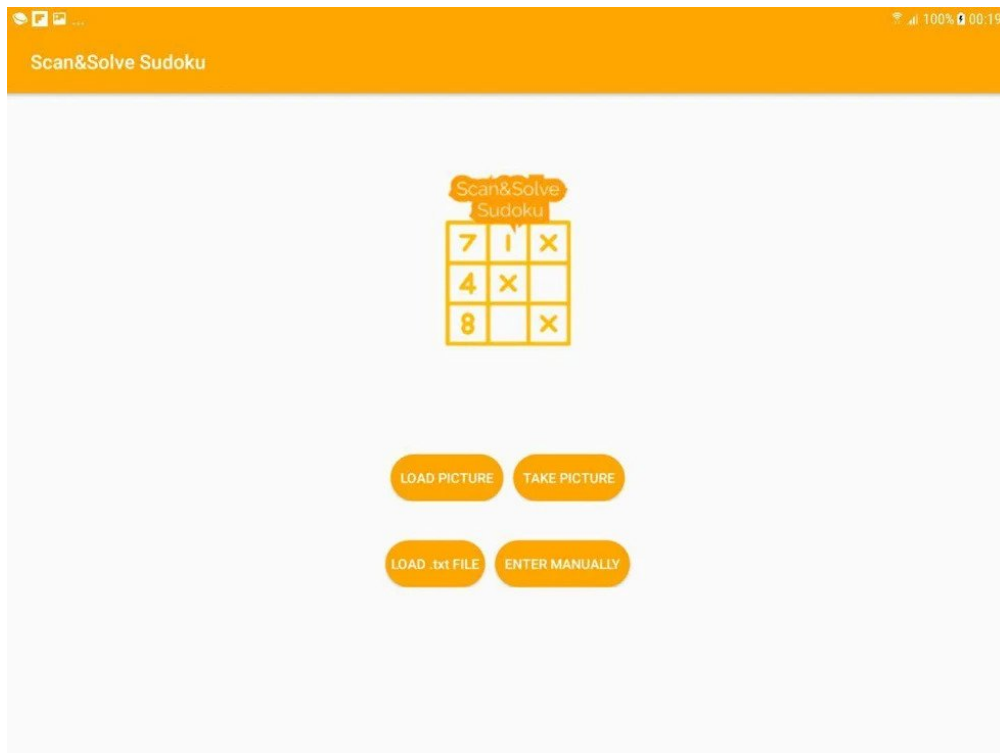 ... 100% 00:19
Scan&Solve Sudoku
Scan&Solve
Sudoku
7 1 ×
4 ×
8 ×
LOAD PICTURE TAKE PICTURE
LOAD .txt FILE ENTER MANUALLY